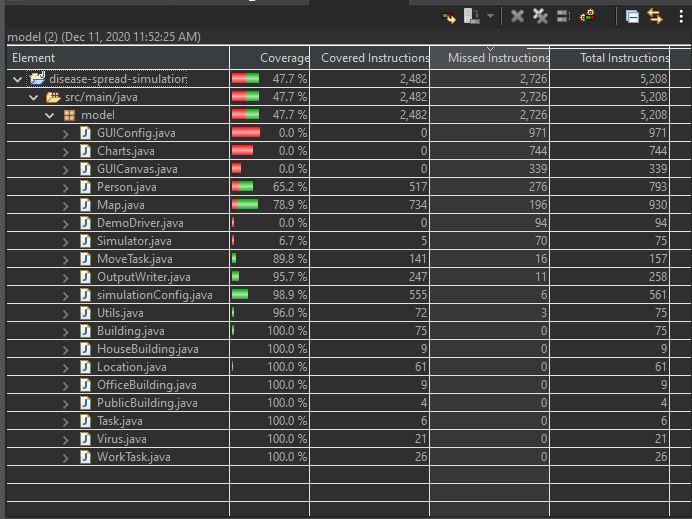 model (2) (Dec 11, 2020 11:52:25 AM)
Element Coverage Covered Instructions Missed Instructions Total Instructions
disease-spread-simulation 47.7 % 2,482 2,726 5,208
src/main/java 47.7 % 2,482 2,726 5,208
model 47.7 % 2,482 2,726 5,208
GUIConfig.java 0.0 % 0 971 971
Charts.java 0.0 % 0 744 744
GUICanvas.java 0.0 % 0 339 339
Person.java 65.2 % 517 276 793
Map.java 78.9 % 734 196 930
DemoDriver.java 0.0 % 0 94 94
Simulator.java 6.7 % 5 70 75
MoveTask.java 89.8 % 141 16 157
OutputWriter.java 95.7 % 247 11 258
simulationConfig.java 98.9 % 555 6 561
Utils.java 96.0 % 72 3 75
Building.java 100.0 % 75 0 75
HouseBuilding.java 100.0 % 9 0 9
Location.java 100.0 % 61 0 61
OfficeBuilding.java 100.0 % 9 0 9
PublicBuilding.java 100.0 % 4 0 4
Task.java 100.0 % 6 0 6
Virus.java 100.0 % 21 0 21
WorkTask.java 100.0 % 26 0 26